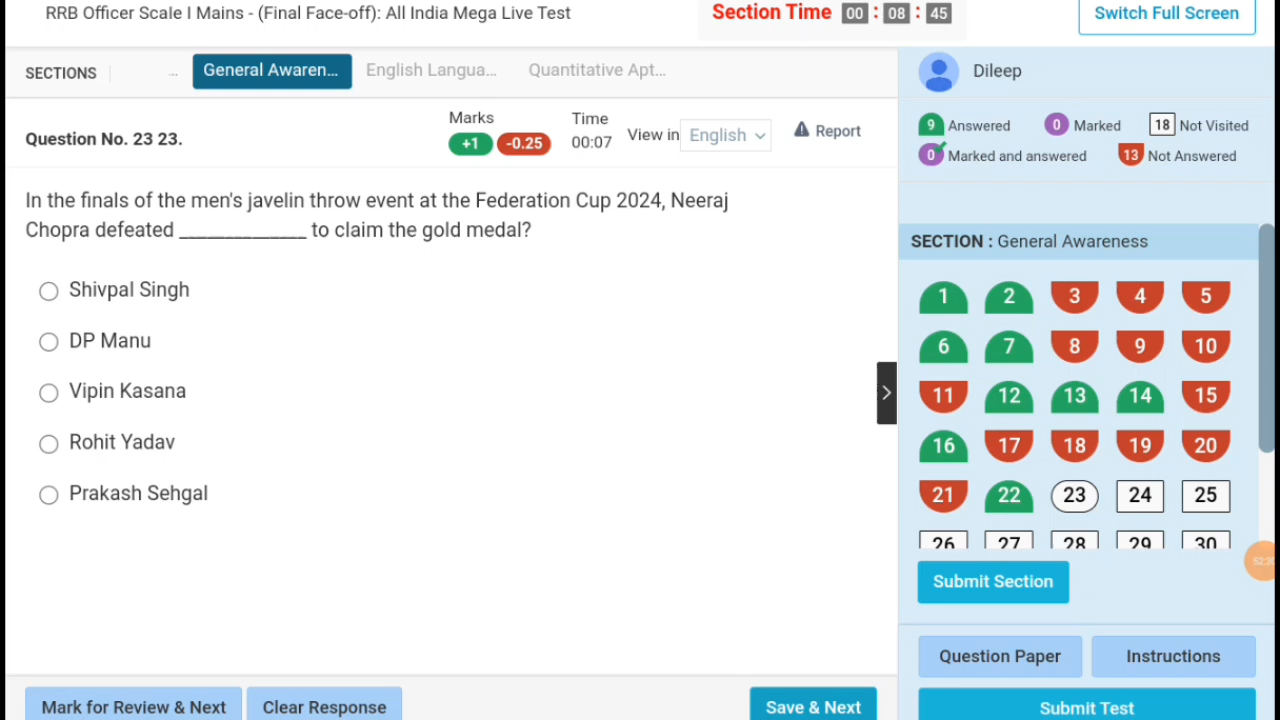 RRB Officer Scale I Mains - (Final Face-off): All India Mega Live Test
Section Time 00 : 08 : 45
Switch Full Screen
SECTIONS
...
General Awaren...
English Langua...
Quantitative Apt...
Dileep
Question No. 23 23.
Marks
+1 -0.25
Time
00:07
View in English
Report
9 Answered
0 Marked
18 Not Visited
0 Marked and answered
13 Not Answered
In the finals of the men's javelin throw event at the Federation Cup 2024, Neeraj
Chopra defeated ______________ to claim the gold medal?
Shivpal Singh
DP Manu
Vipin Kasana
Rohit Yadav
Prakash Sehgal
SECTION : General Awareness
1 2 3 4 5
6 7 8 9 10
11 12 13 14 15
16 17 18 19 20
21 22 23 24 25
26 27 28 29 30
Submit Section
Question Paper
Instructions
Mark for Review & Next
Clear Response
Save & Next
Submit Test